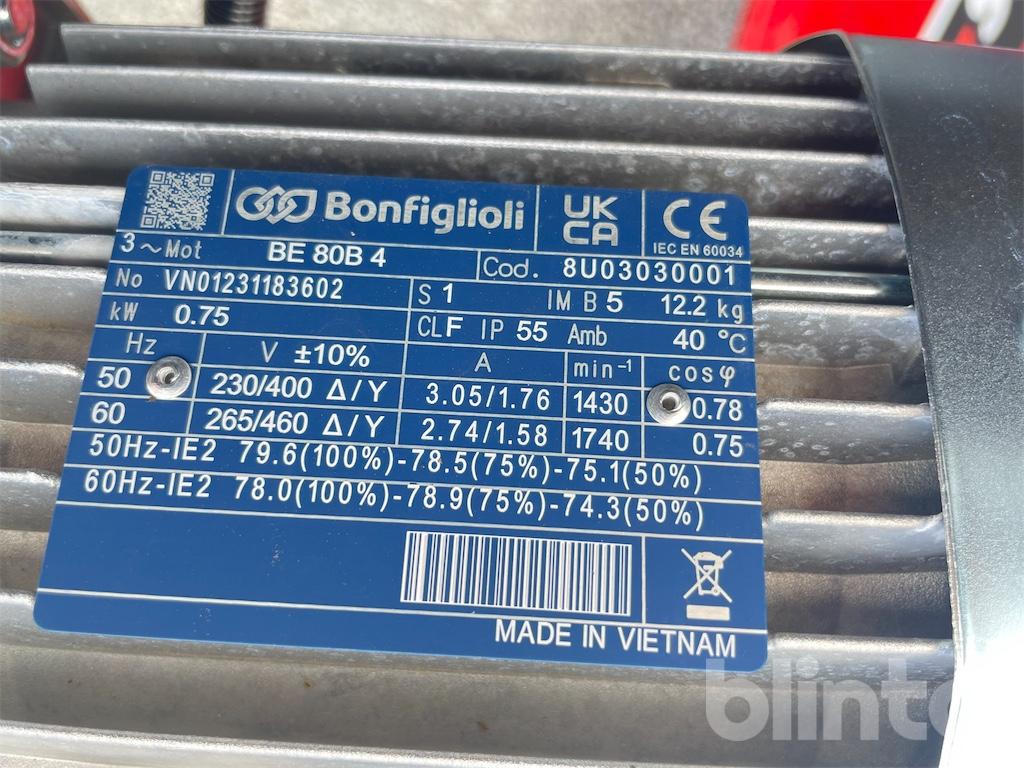 Bonfiglioli
UK
CA
CE
IEC EN 60034
3~Mot BE 80B 4 Cod. 8U03030001
No VN01231183602 S 1 IM B 5 12.2 kg
kW 0.75 CL F IP 55 Amb 40 °C
Hz V ±10% A min⁻¹ cosφ
50 230/400 Δ/Y 3.05/1.76 1430 0.78
60 265/460 Δ/Y 2.74/1.58 1740 0.75
50Hz-IE2 79.6(100%)-78.5(75%)-75.1(50%)
60Hz-IE2 78.0(100%)-78.9(75%)-74.3(50%)
MADE IN VIETNAM